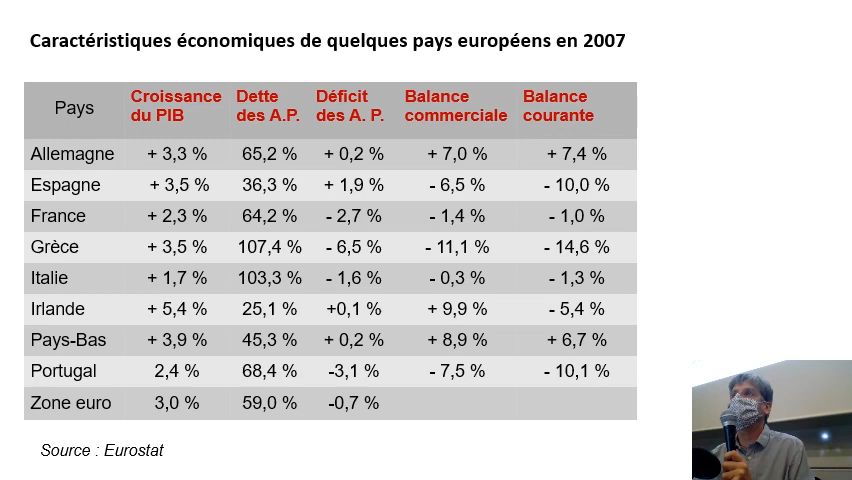 Caractéristiques économiques de quelques pays européens en 2007
Pays Croissance du PIB Dette des A.P. Déficit des A. P. Balance commerciale Balance courante
Allemagne + 3,3 % 65,2 % + 0,2 % + 7,0 % + 7,4 %
Espagne + 3,5 % 36,3 % + 1,9 % - 6,5 % - 10,0 %
France + 2,3 % 64,2 % - 2,7 % - 1,4 % - 1,0 %
Grèce + 3,5 % 107,4 % - 6,5 % - 11,1 % - 14,6 %
Italie + 1,7 % 103,3 % - 1,6 % - 0,3 % - 1,3 %
Irlande + 5,4 % 25,1 % +0,1 % + 9,9 % - 5,4 %
Pays-Bas + 3,9 % 45,3 % + 0,2 % + 8,9 % + 6,7 %
Portugal 2,4 % 68,4 % -3,1 % - 7,5 % - 10,1 %
Zone euro 3,0 % 59,0 % -0,7 %
Source : Eurostat